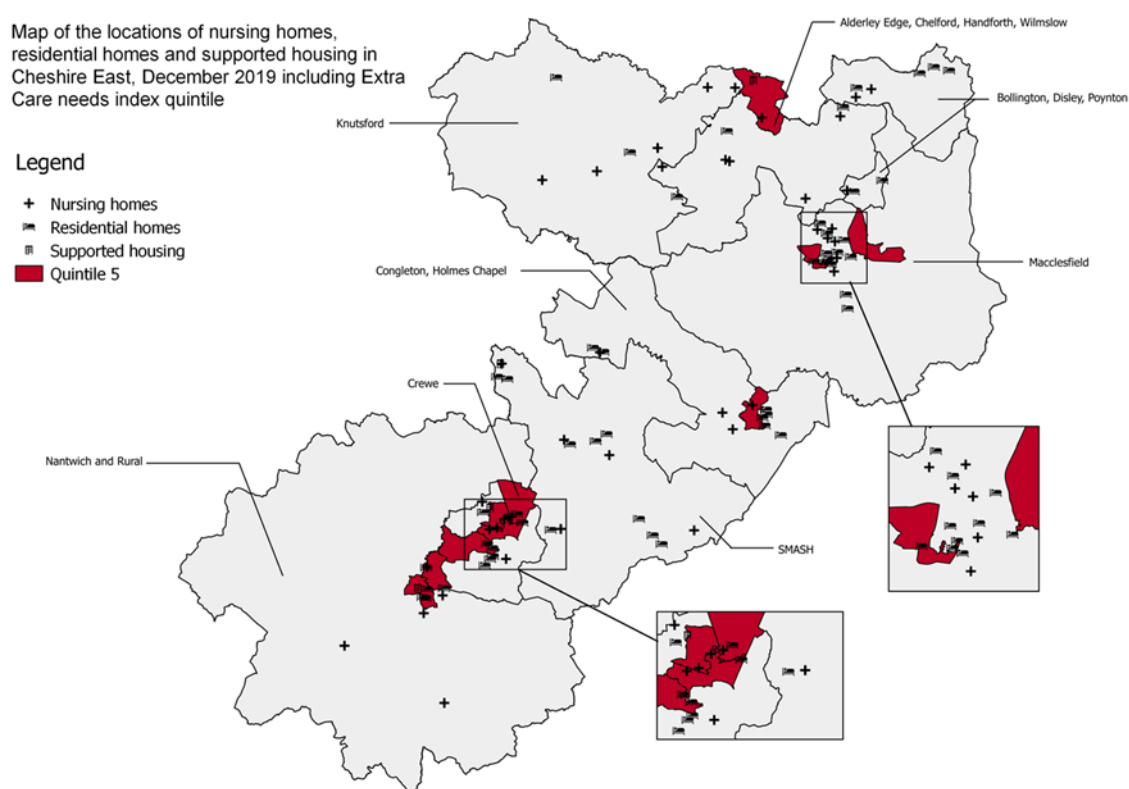 Map of the locations of nursing homes,
residential homes and supported housing in
Cheshire East, December 2019 including Extra
Care needs index quintile
Legend
Nursing homes
Residential homes
Supported housing
Quintile 5
Alderley Edge, Chelford, Handforth, Wilmslow
Bollington, Disley, Poynton
Knutsford
Macclesfield
Congleton, Holmes Chapel
Crewe
Nantwich and Rural
SMASH